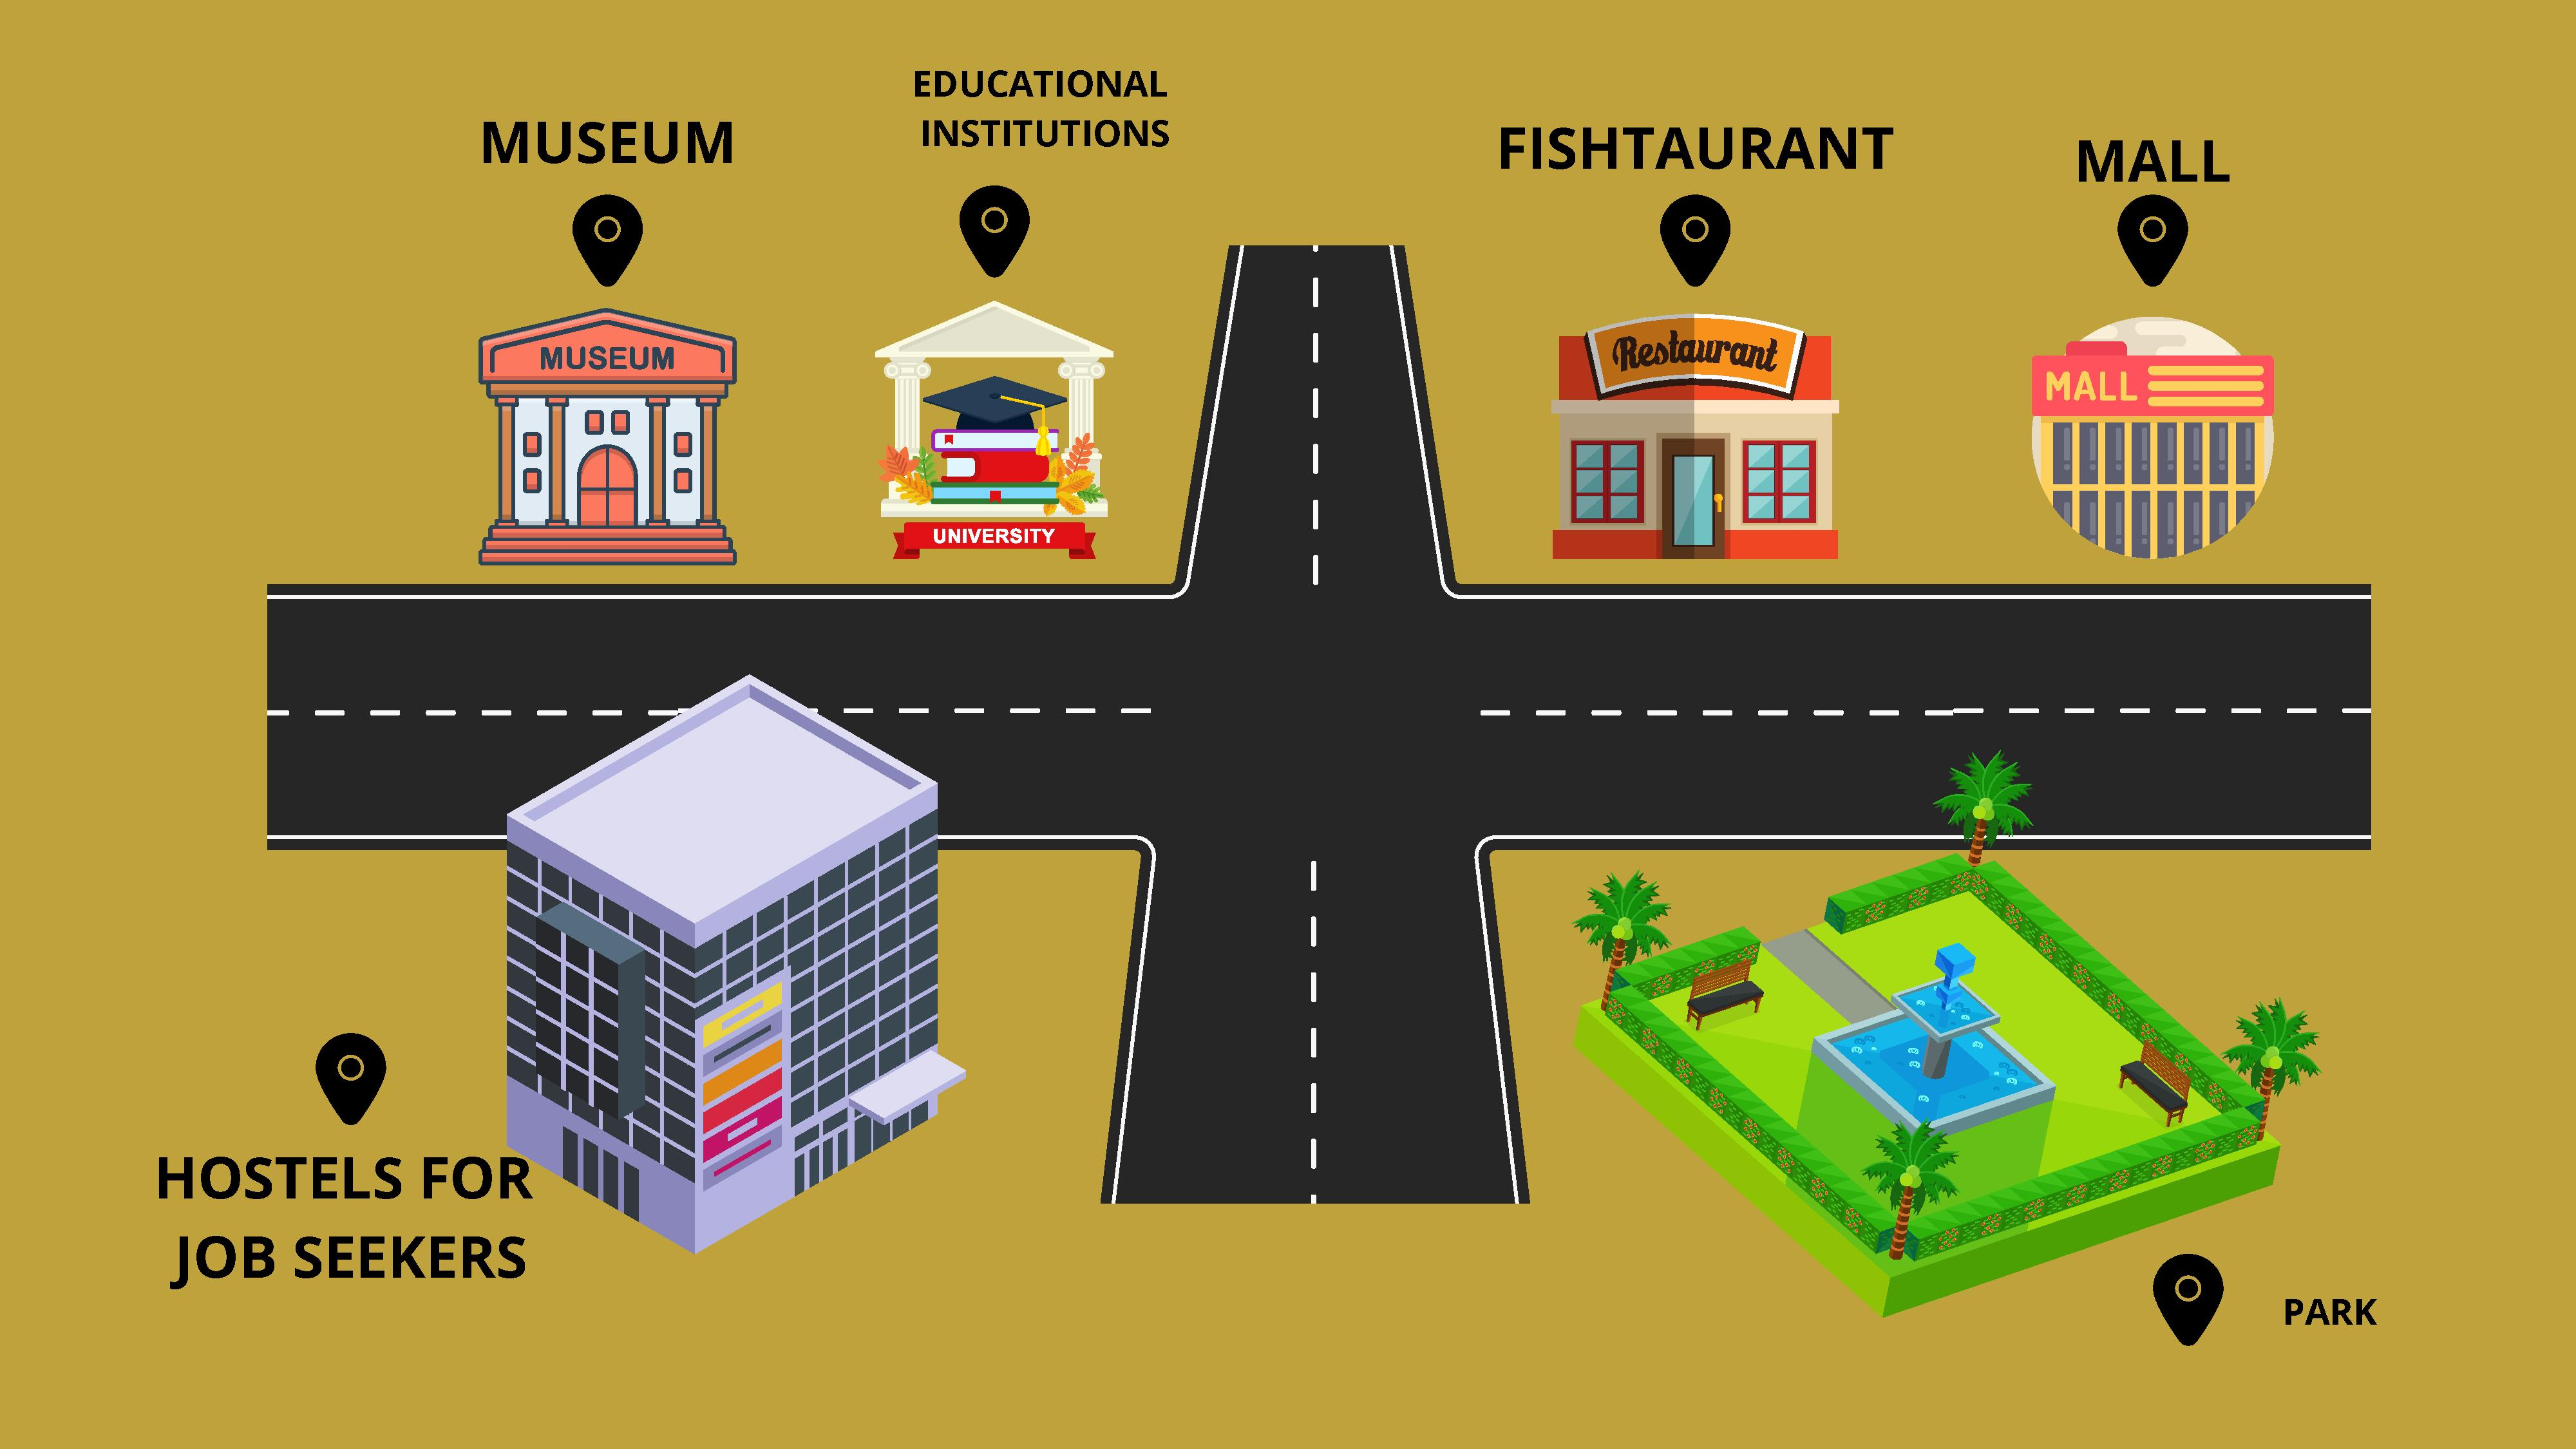 EDUCATIONAL
INSTITUTIONS
MUSEUM
FISHTAURANT
MALL
MUSEUM
UNIVERSITY
Restaurant
MALL
HOSTELS FOR
JOB SEEKERS
PARK